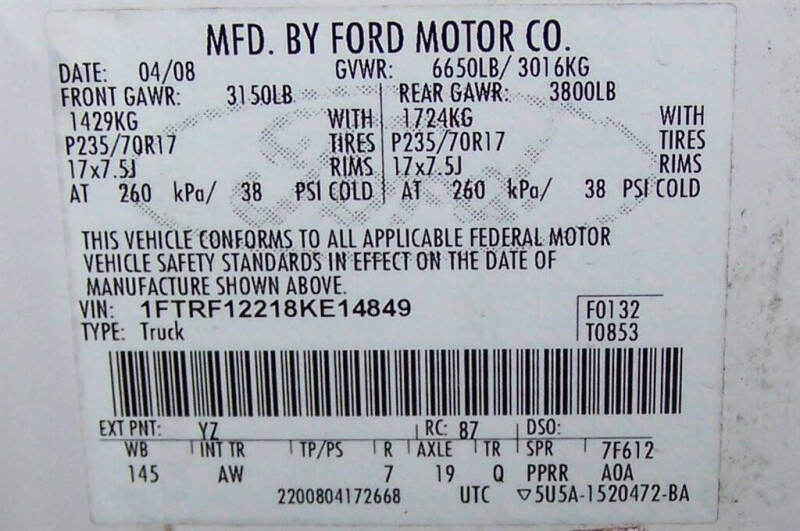 MFD. BY FORD MOTOR CO.
DATE: 04/08 GVWR: 6650LB/ 3016KG
FRONT GAWR: 3150LB REAR GAWR: 3800LB
1429KG WITH 1724KG WITH
P235/70R17 TIRES P235/70R17 TIRES
17x7.5J RIMS 17x7.5J RIMS
AT 260 kPa/ 38 PSI COLD AT 260 kPa/ 38 PSI COLD
THIS VEHICLE CONFORMS TO ALL APPLICABLE FEDERAL MOTOR
VEHICLE SAFETY STANDARDS IN EFFECT ON THE DATE OF
MANUFACTURE SHOWN ABOVE.
VIN: 1FTRF12218KE14849 F0132
TYPE: Truck T0853
EXT PNT: YZ RC: 87 DSO:
WB INT TR TP/PS R AXLE TR SPR 7F612
145 AW 7 19 Q PPRR A0A
2200804172668 UTC ▽5U5A-1520472-BA